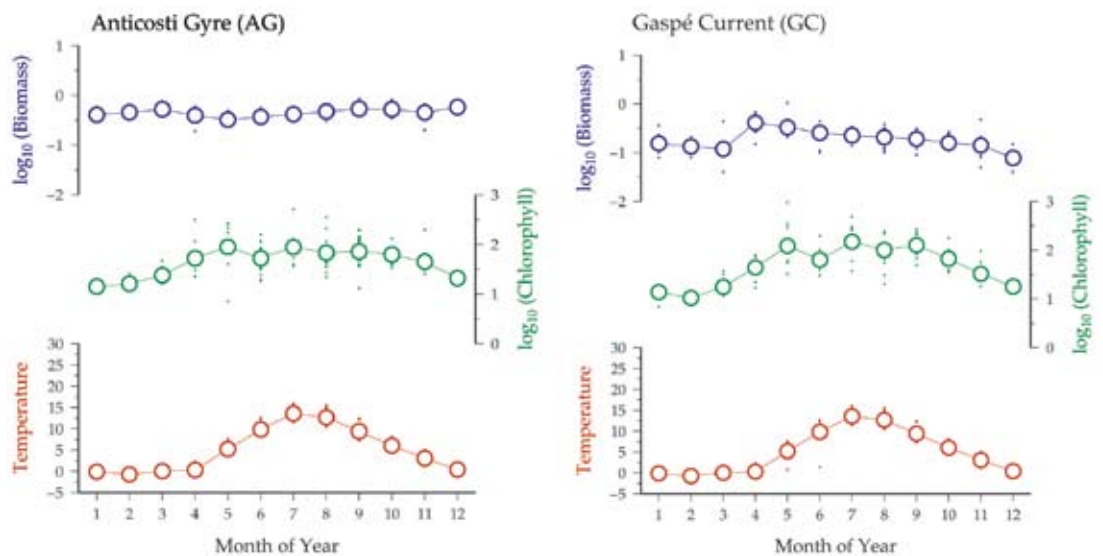 Anticosti Gyre (AG)
1
0
-1
-2
log₁₀ (Biomass)
3
2
1
0
log₁₀ (Chlorophyll)
30
25
20
15
10
5
0
-5
Temperature
1 2 3 4 5 6 7 8 9 10 11 12
Month of Year
Gaspé Current (GC)
1
0
-1
-2
log₁₀ (Biomass)
3
2
1
0
log₁₀ (Chlorophyll)
30
25
20
15
10
5
0
-5
Temperature
1 2 3 4 5 6 7 8 9 10 11 12
Month of Year